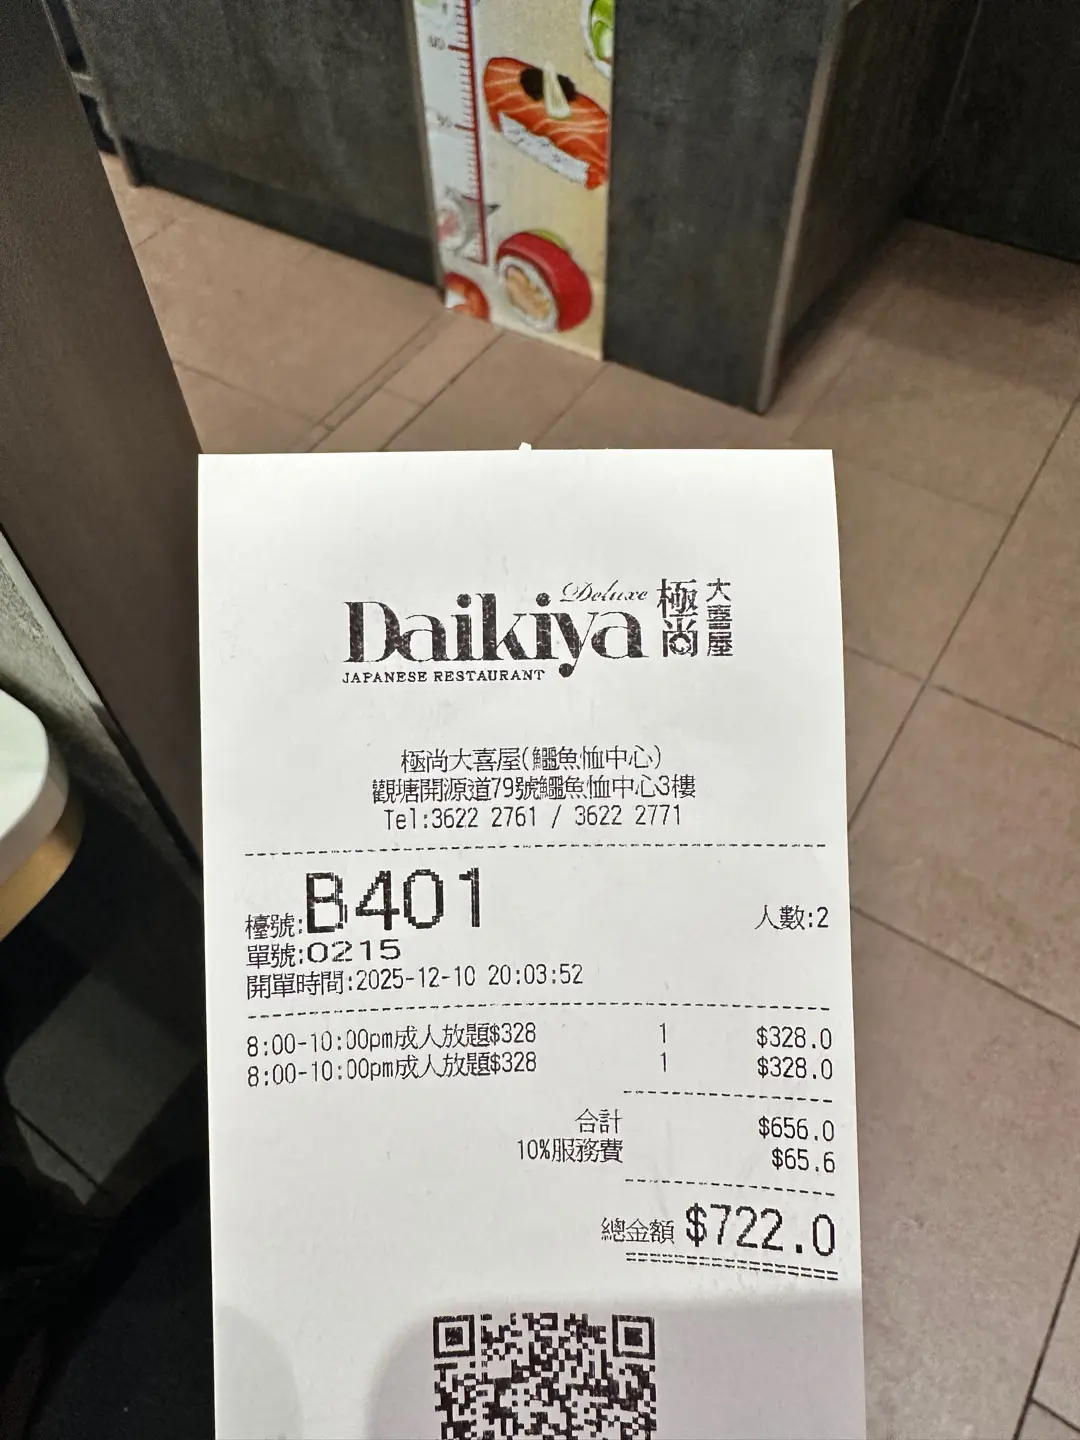 Deluxe
Daikiya 極尚 大喜屋
JAPANESE RESTAURANT
極尚大喜屋(鱷魚恤中心)
觀塘開源道79號鱷魚恤中心3樓
Tel:3622 2761 / 3622 2771
檯號:B401 人數:2
單號:0215
開單時間:2025-12-10 20:03:52
8:00-10:00pm成人放題$328 1 $328.0
8:00-10:00pm成人放題$328 1 $328.0
合計 $656.0
10%服務費 $65.6
總金額 $722.0